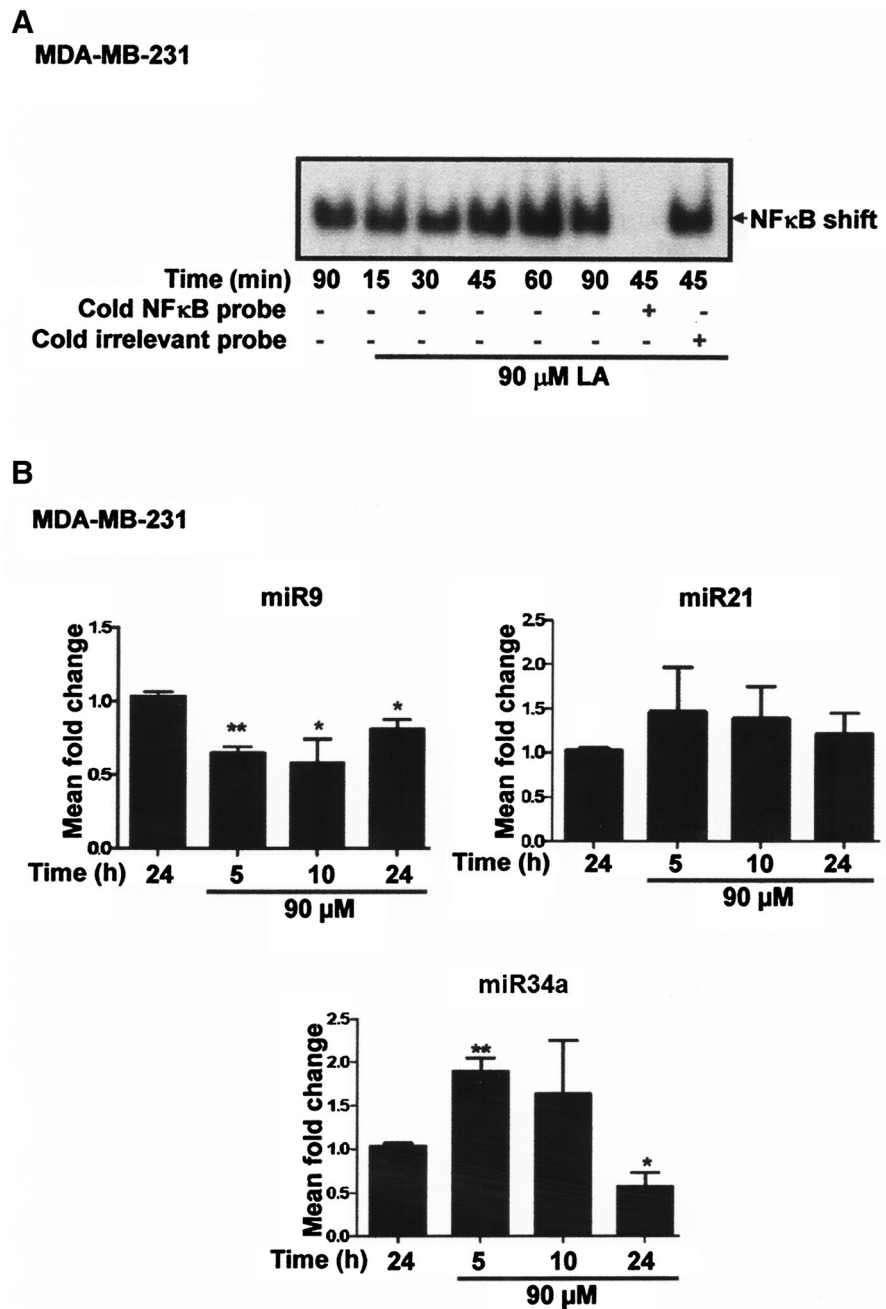 A
MDA-MB-231
NFκB shift
Time (min) 90 15 30 45 60 90 45 45
Cold NFκB probe - - - - - - + -
Cold irrelevant probe - - - - - - - +
90 μM LA
B
MDA-MB-231
miR9
Mean fold change
1.5
1.0
0.5
0.0
** * *
Time (h) 24 5 10 24
90 μM
miR21
Mean fold change
2.5
2.0
1.5
1.0
0.5
0.0
Time (h) 24 5 10 24
90 μM
miR34a
Mean fold change
2.5
2.0
1.5
1.0
0.5
0.0
** *
Time (h) 24 5 10 24
90 μM